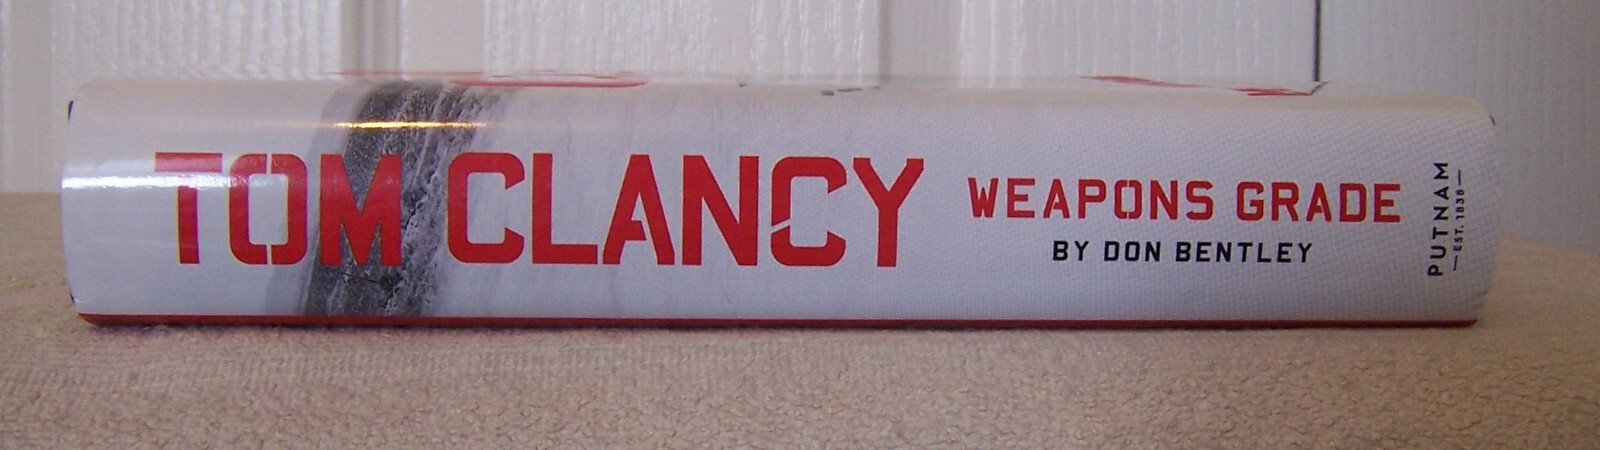 TOM CLANCY
WEAPONS GRADE
BY DON BENTLEY
PUTNAM
—EST. 1838—